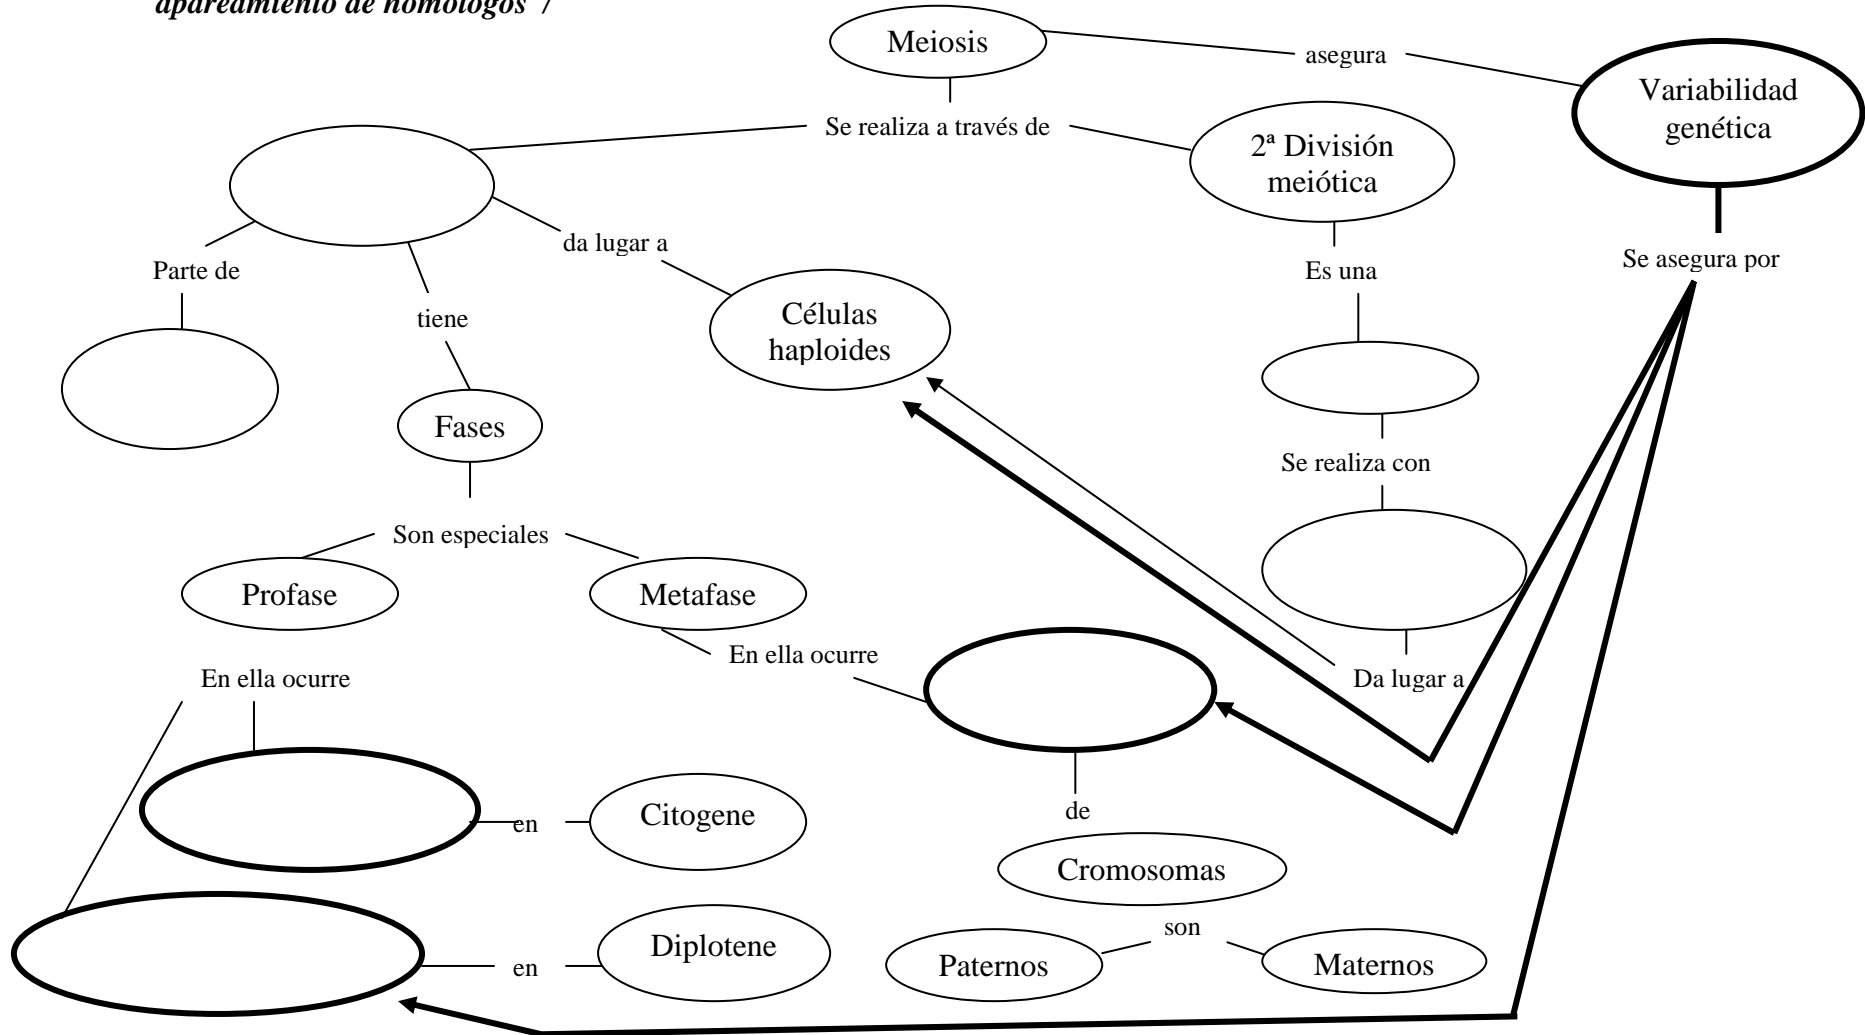 apareamiento de homólogos 7
Meiosis
asegura
Variabilidad
genética
Se realiza a través de
2ª División
meiótica
da lugar a
Parte de
Es una
Se asegura por
tiene
Células
haploides
Fases
Se realiza con
Son especiales
Profase
Metafase
En ella ocurre
En ella ocurre
Da lugar a
de
Citogene
en
Cromosomas
son
Diplotene
en
Paternos
Maternos